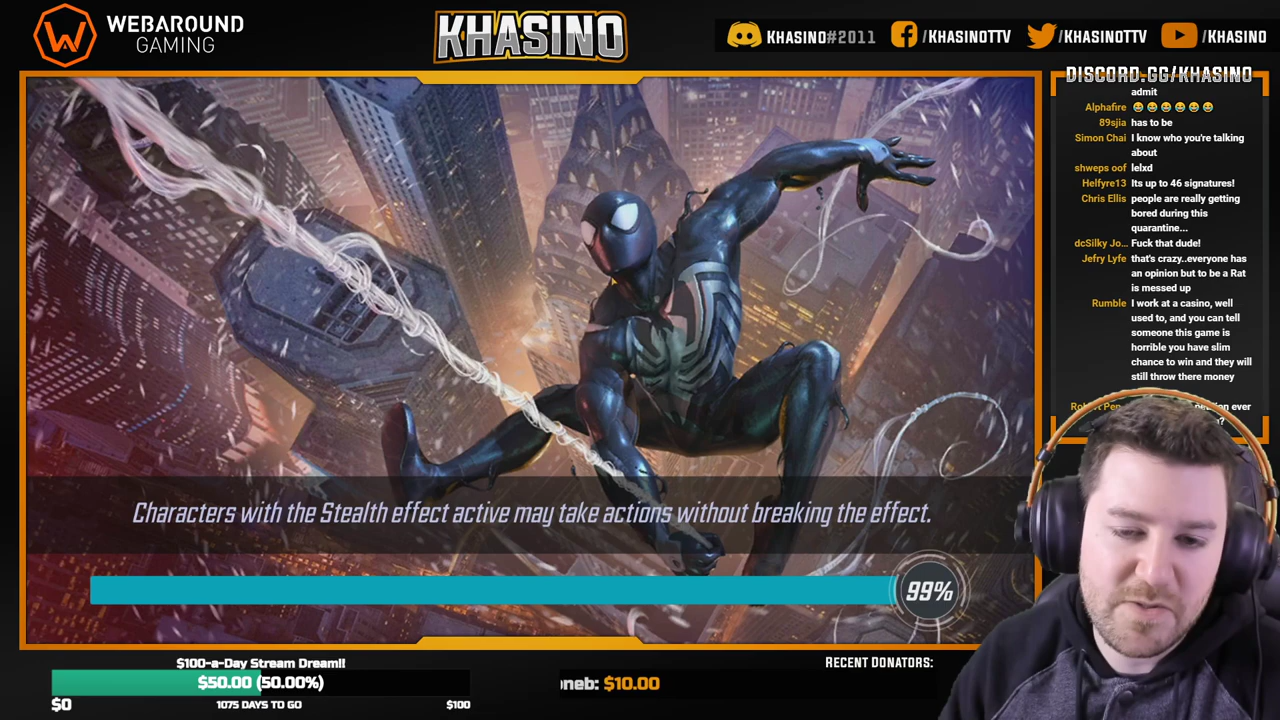 WEBAROUND
GAMING
KHASINO
KHASINO#2011
/KHASINOTTV
/KHASINOTTV
/KHASINO
DISCORD.GG/KHASINO
admit
Alphafire 😂😂😂😂😂😂
89sjia has to be
Simon Chai I know who you're talking
about
shweps oof lelxd
Helfyre13 Its up to 46 signatures!
Chris Ellis people are really getting
bored during this
quarantine...
dcSilky Jo... Fuck that dude!
Jefry Lyfe that's crazy..everyone has
an opinion but to be a Rat
is messed up
Rumble I work at a casino, well
used to, and you can tell
someone this game is
horrible you have slim
chance to win and they will
still throw there money
ever
Characters with the Stealth effect active may take actions without breaking the effect.
99%
$100-a-Day Stream Dream!!
$50.00 (50.00%)
$0
1075 DAYS TO GO
$100
RECENT DONATORS:
$10.00